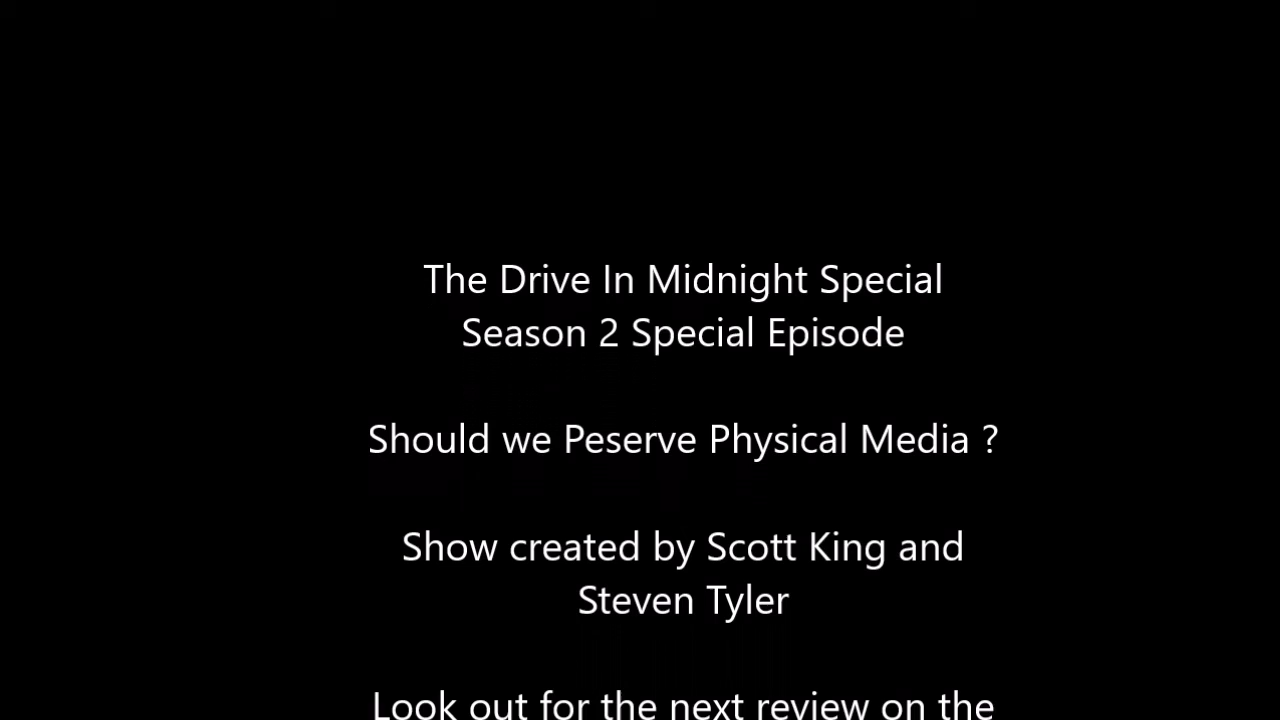 The Drive In Midnight Special
Season 2 Special Episode
Should we Peserve Physical Media ?
Show created by Scott King and
Steven Tyler
Look out for the next review on the